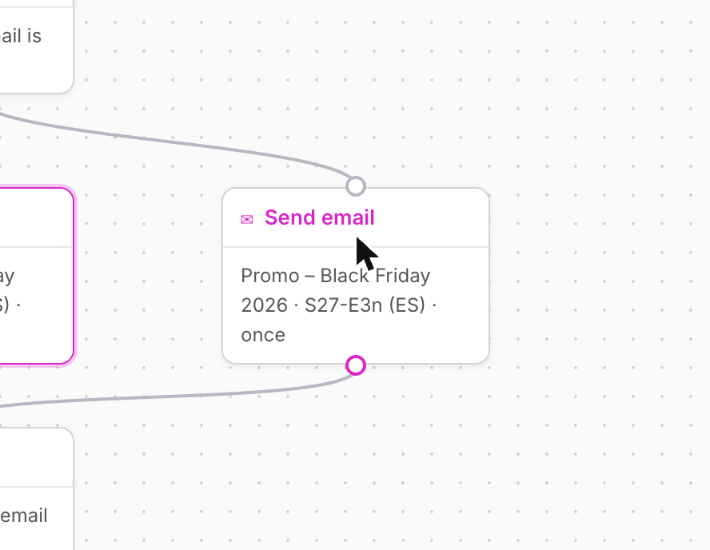 ail is
✉ Send email
ay
Promo – Black Friday
S) ·
2026 · S27-E3n (ES) ·
once
email